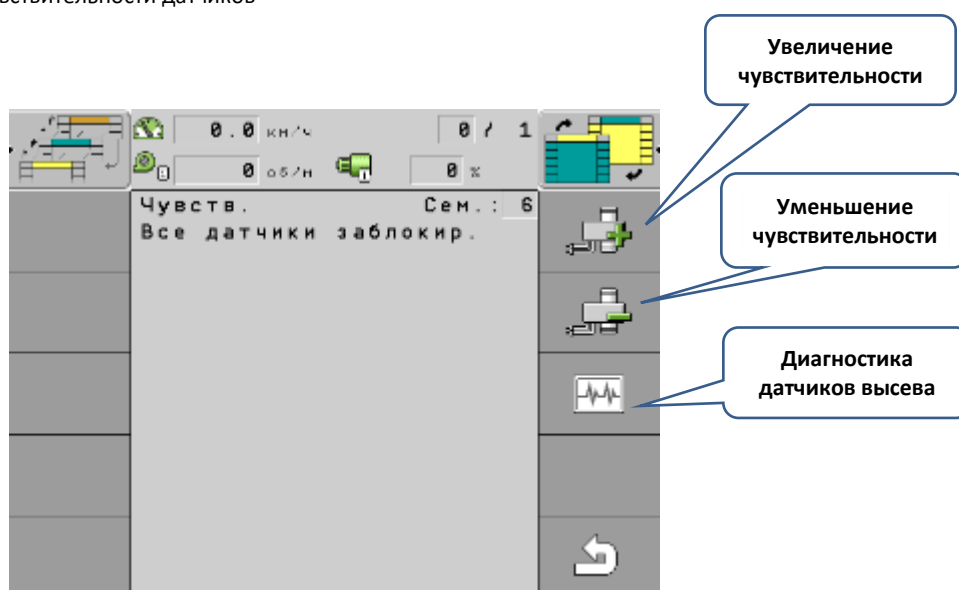 вствительности датчиков
Увеличение
чувствительности
0.0 км/ч 0 / 1
0 об/м 0 %
Чувств. Сем.: 6
Все датчики заблокир.
Уменьшение
чувствительности
Диагностика
датчиков высева